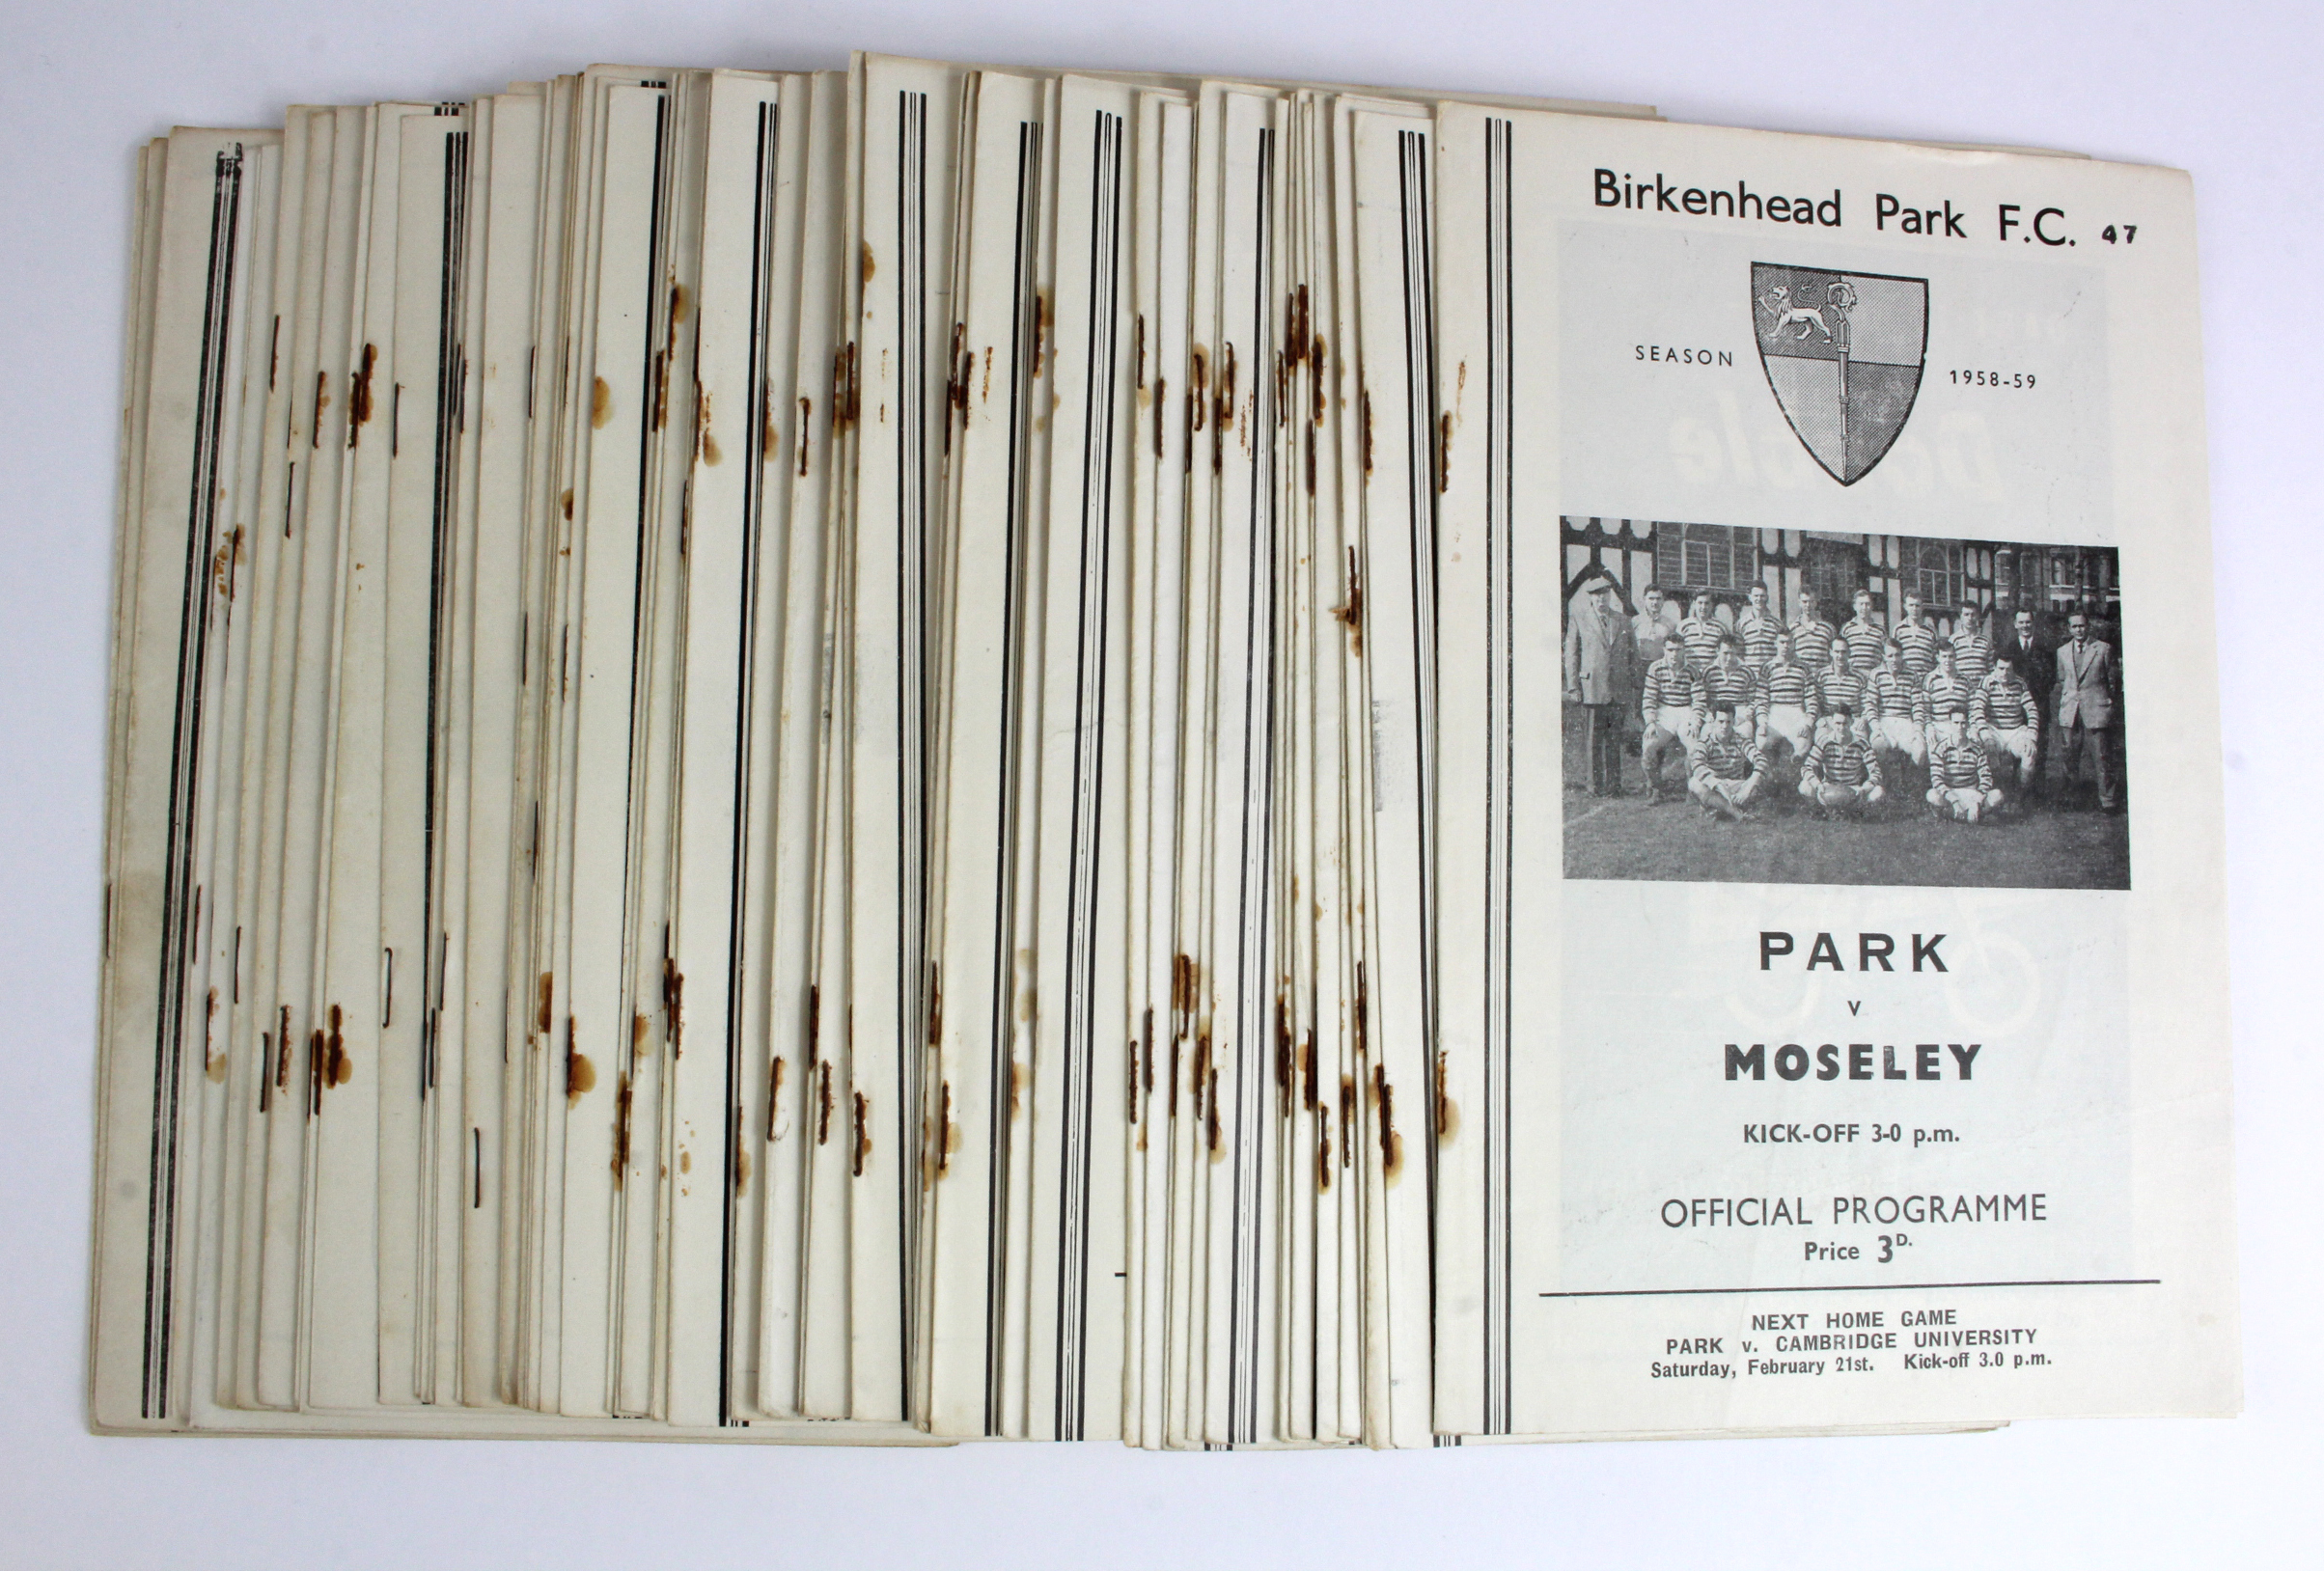 Birkenhead Park F.C. 47
SEASON 1958-59
PARK
v
MOSELEY
KICK-OFF 3-0 p.m.
OFFICIAL PROGRAMME
Price 3D.
NEXT HOME GAME
PARK v. CAMBRIDGE UNIVERSITY
Saturday, February 21st. Kick-off 3.0 p.m.